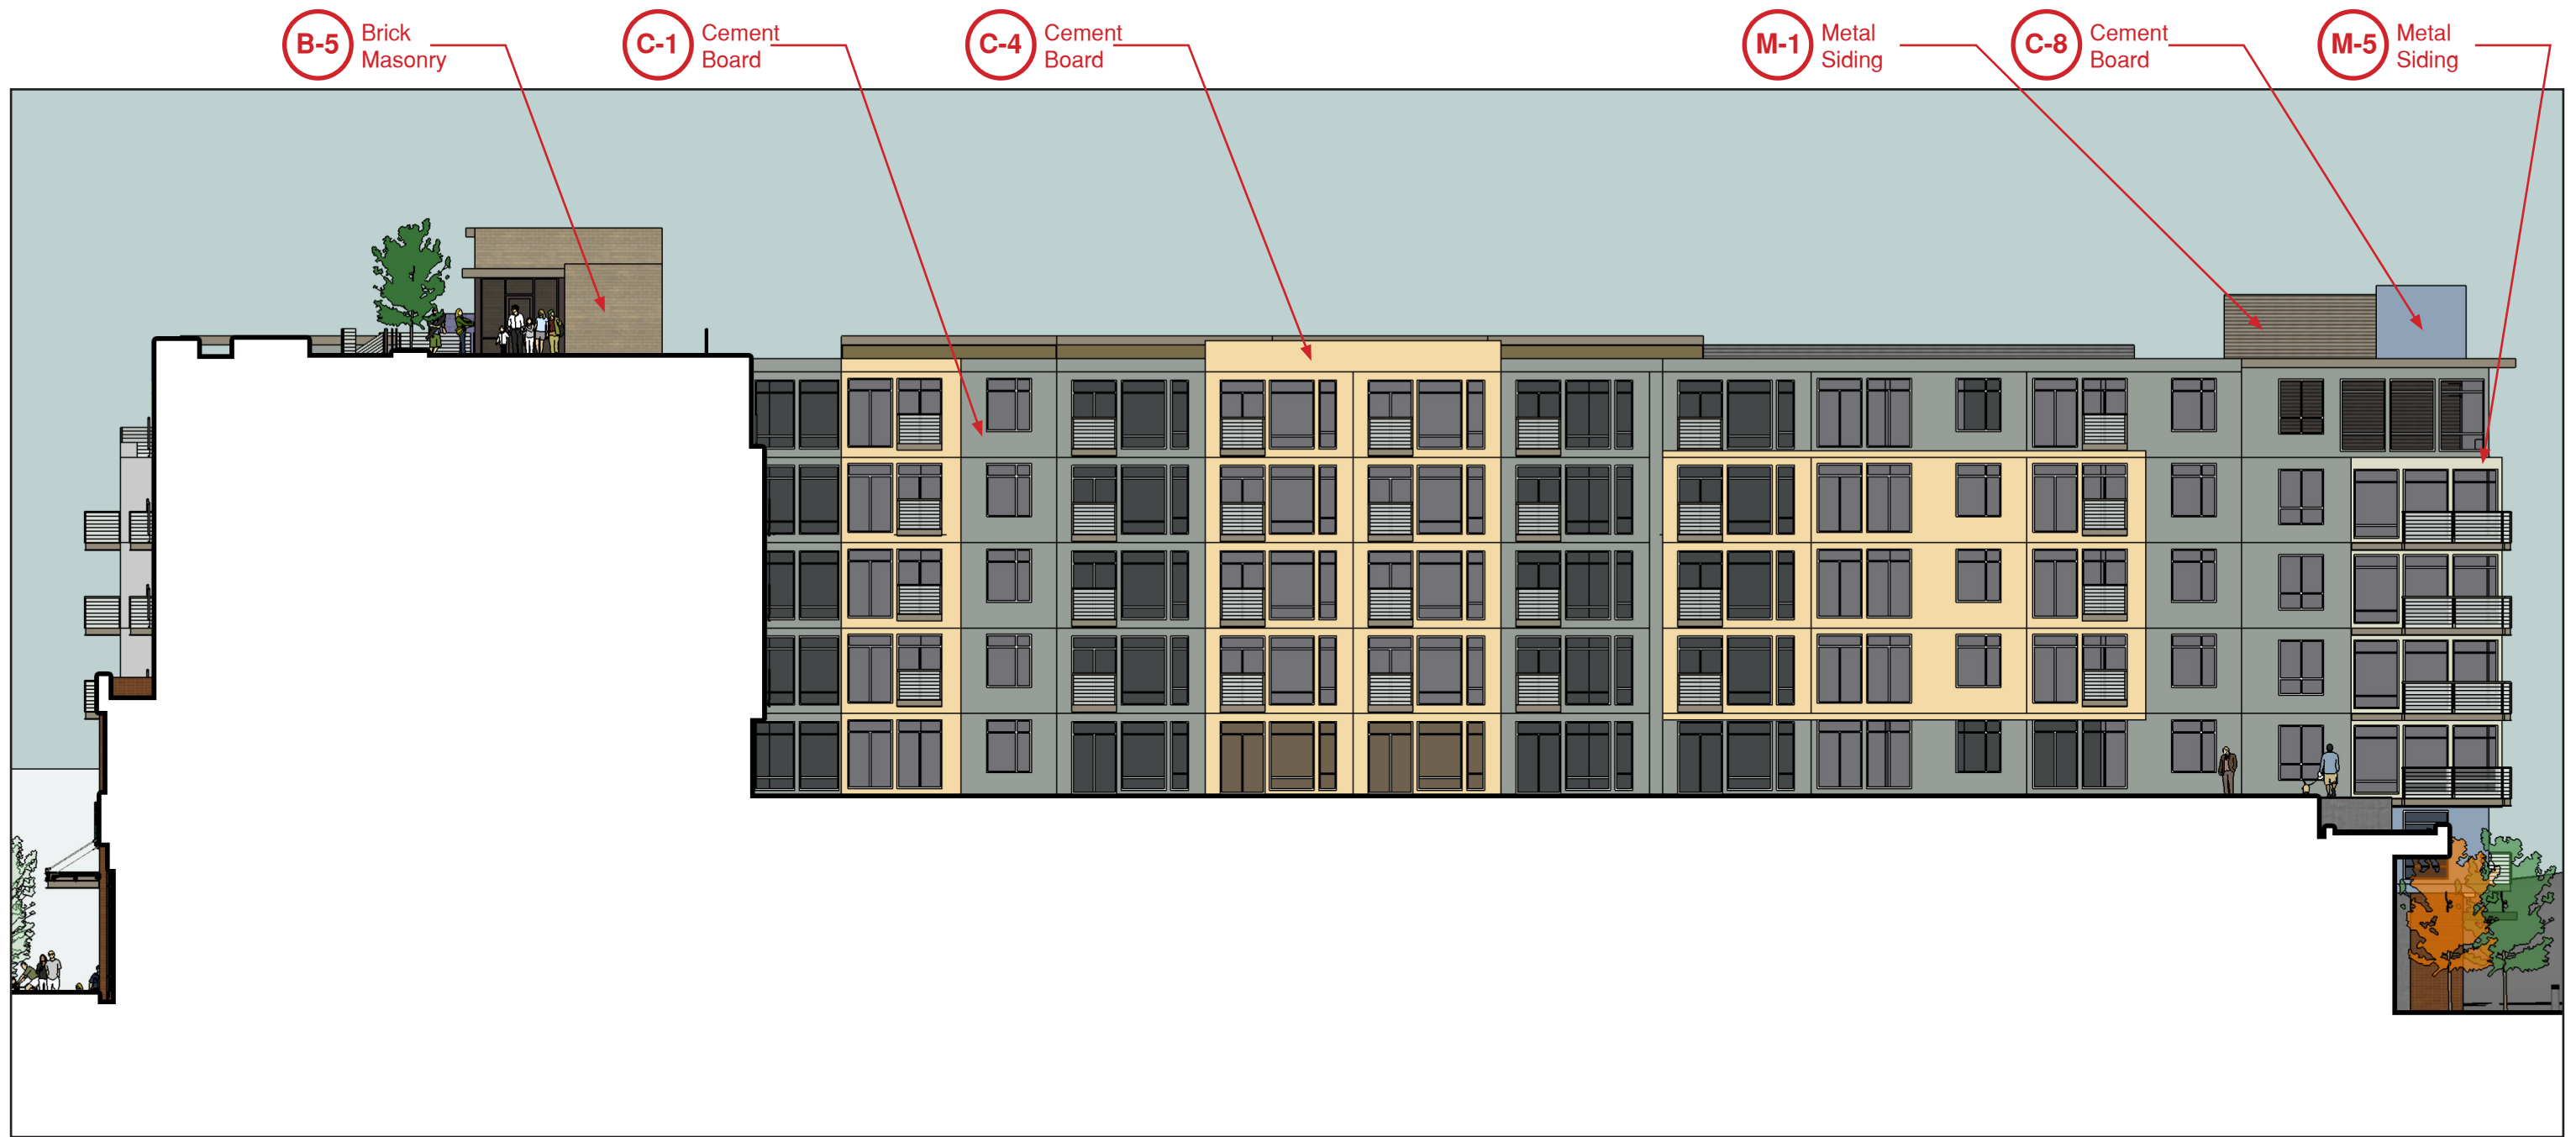 B-5 Brick
Masonry
C-1 Cement
Board
C-4 Cement
Board
M-1 Metal
Siding
C-8 Cement
Board
M-5 Metal
Siding